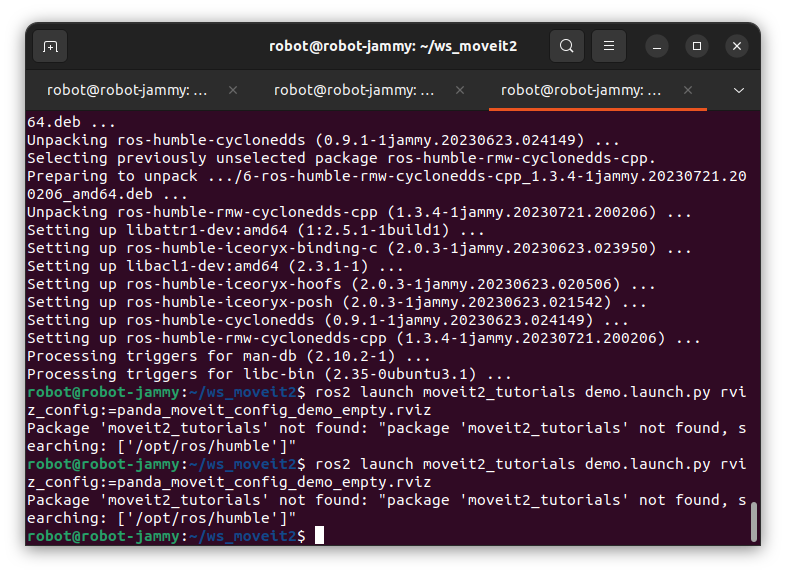 robot@robot-jammy: ~/ws_moveit2
robot@robot-jammy: ...
robot@robot-jammy: ...
robot@robot-jammy: ...
64.deb ...
Unpacking ros-humble-cyclonedds (0.9.1-1jammy.20230623.024149) ...
Selecting previously unselected package ros-humble-rmw-cyclonedds-cpp.
Preparing to unpack .../6-ros-humble-rmw-cyclonedds-cpp_1.3.4-1jammy.20230721.20
0206_amd64.deb ...
Unpacking ros-humble-rmw-cyclonedds-cpp (1.3.4-1jammy.20230721.200206) ...
Setting up libattr1-dev:amd64 (1:2.5.1-1build1) ...
Setting up ros-humble-iceoryx-binding-c (2.0.3-1jammy.20230623.023950) ...
Setting up libacl1-dev:amd64 (2.3.1-1) ...
Setting up ros-humble-iceoryx-hoofs (2.0.3-1jammy.20230623.020506) ...
Setting up ros-humble-iceoryx-posh (2.0.3-1jammy.20230623.021542) ...
Setting up ros-humble-cyclonedds (0.9.1-1jammy.20230623.024149) ...
Setting up ros-humble-rmw-cyclonedds-cpp (1.3.4-1jammy.20230721.200206) ...
Processing triggers for man-db (2.10.2-1) ...
Processing triggers for libc-bin (2.35-0ubuntu3.1) ...
robot@robot-jammy:~/ws_moveit2$ ros2 launch moveit2_tutorials demo.launch.py rvi
z_config:=panda_moveit_config_demo_empty.rviz
Package 'moveit2_tutorials' not found: "package 'moveit2_tutorials' not found, s
earching: ['/opt/ros/humble']"
robot@robot-jammy:~/ws_moveit2$ ros2 launch moveit2_tutorials demo.launch.py rvi
z_config:=panda_moveit_config_demo_empty.rviz
Package 'moveit2_tutorials' not found: "package 'moveit2_tutorials' not found, s
earching: ['/opt/ros/humble']"
robot@robot-jammy:~/ws_moveit2$